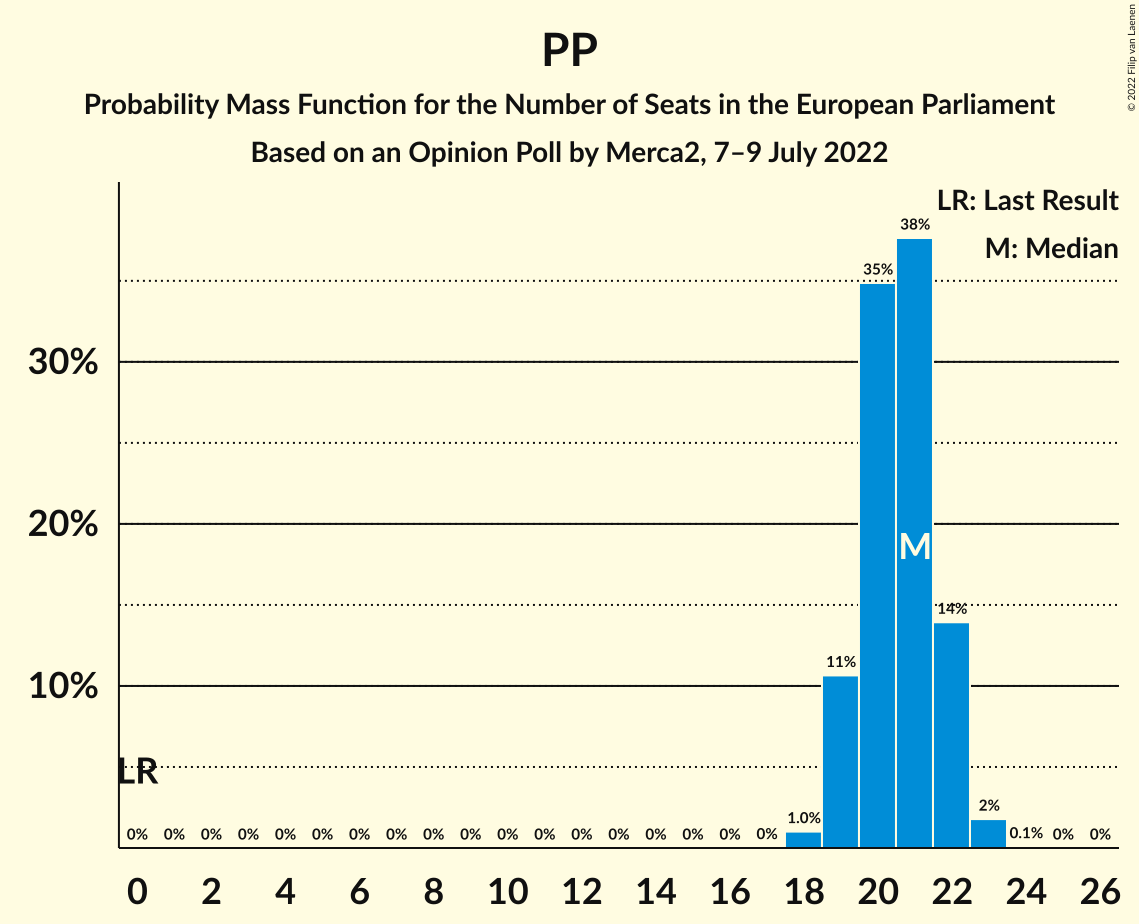 PP
Probability Mass Function for the Number of Seats in the European Parliament
Based on an Opinion Poll by Merca2, 7–9 July 2022
© 2022 Filip van Laenen
LR: Last Result
M: Median
38%
35%
30%
20%
M
14%
11%
10%
LR
0% 0% 0% 0% 0% 0% 0% 0% 0% 0% 0% 0% 0% 0% 0% 0% 0% 0% 1.0% 2% 0.1% 0% 0%
0 2 4 6 8 10 12 14 16 18 20 22 24 26